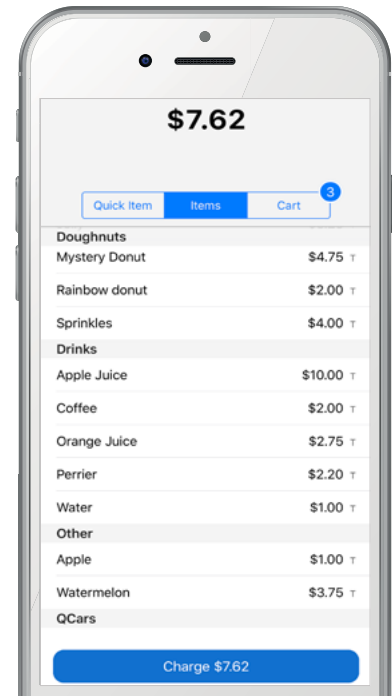 $7.62
3
Quick Item Items Cart
Doughnuts
Mystery Donut $4.75 T
Rainbow donut $2.00 T
Sprinkles $4.00 T
Drinks
Apple Juice $10.00 T
Coffee $2.00 T
Orange Juice $2.75 T
Perrier $2.20 T
Water $1.00 T
Other
Apple $1.00 T
Watermelon $3.75 T
QCars
Charge $7.62